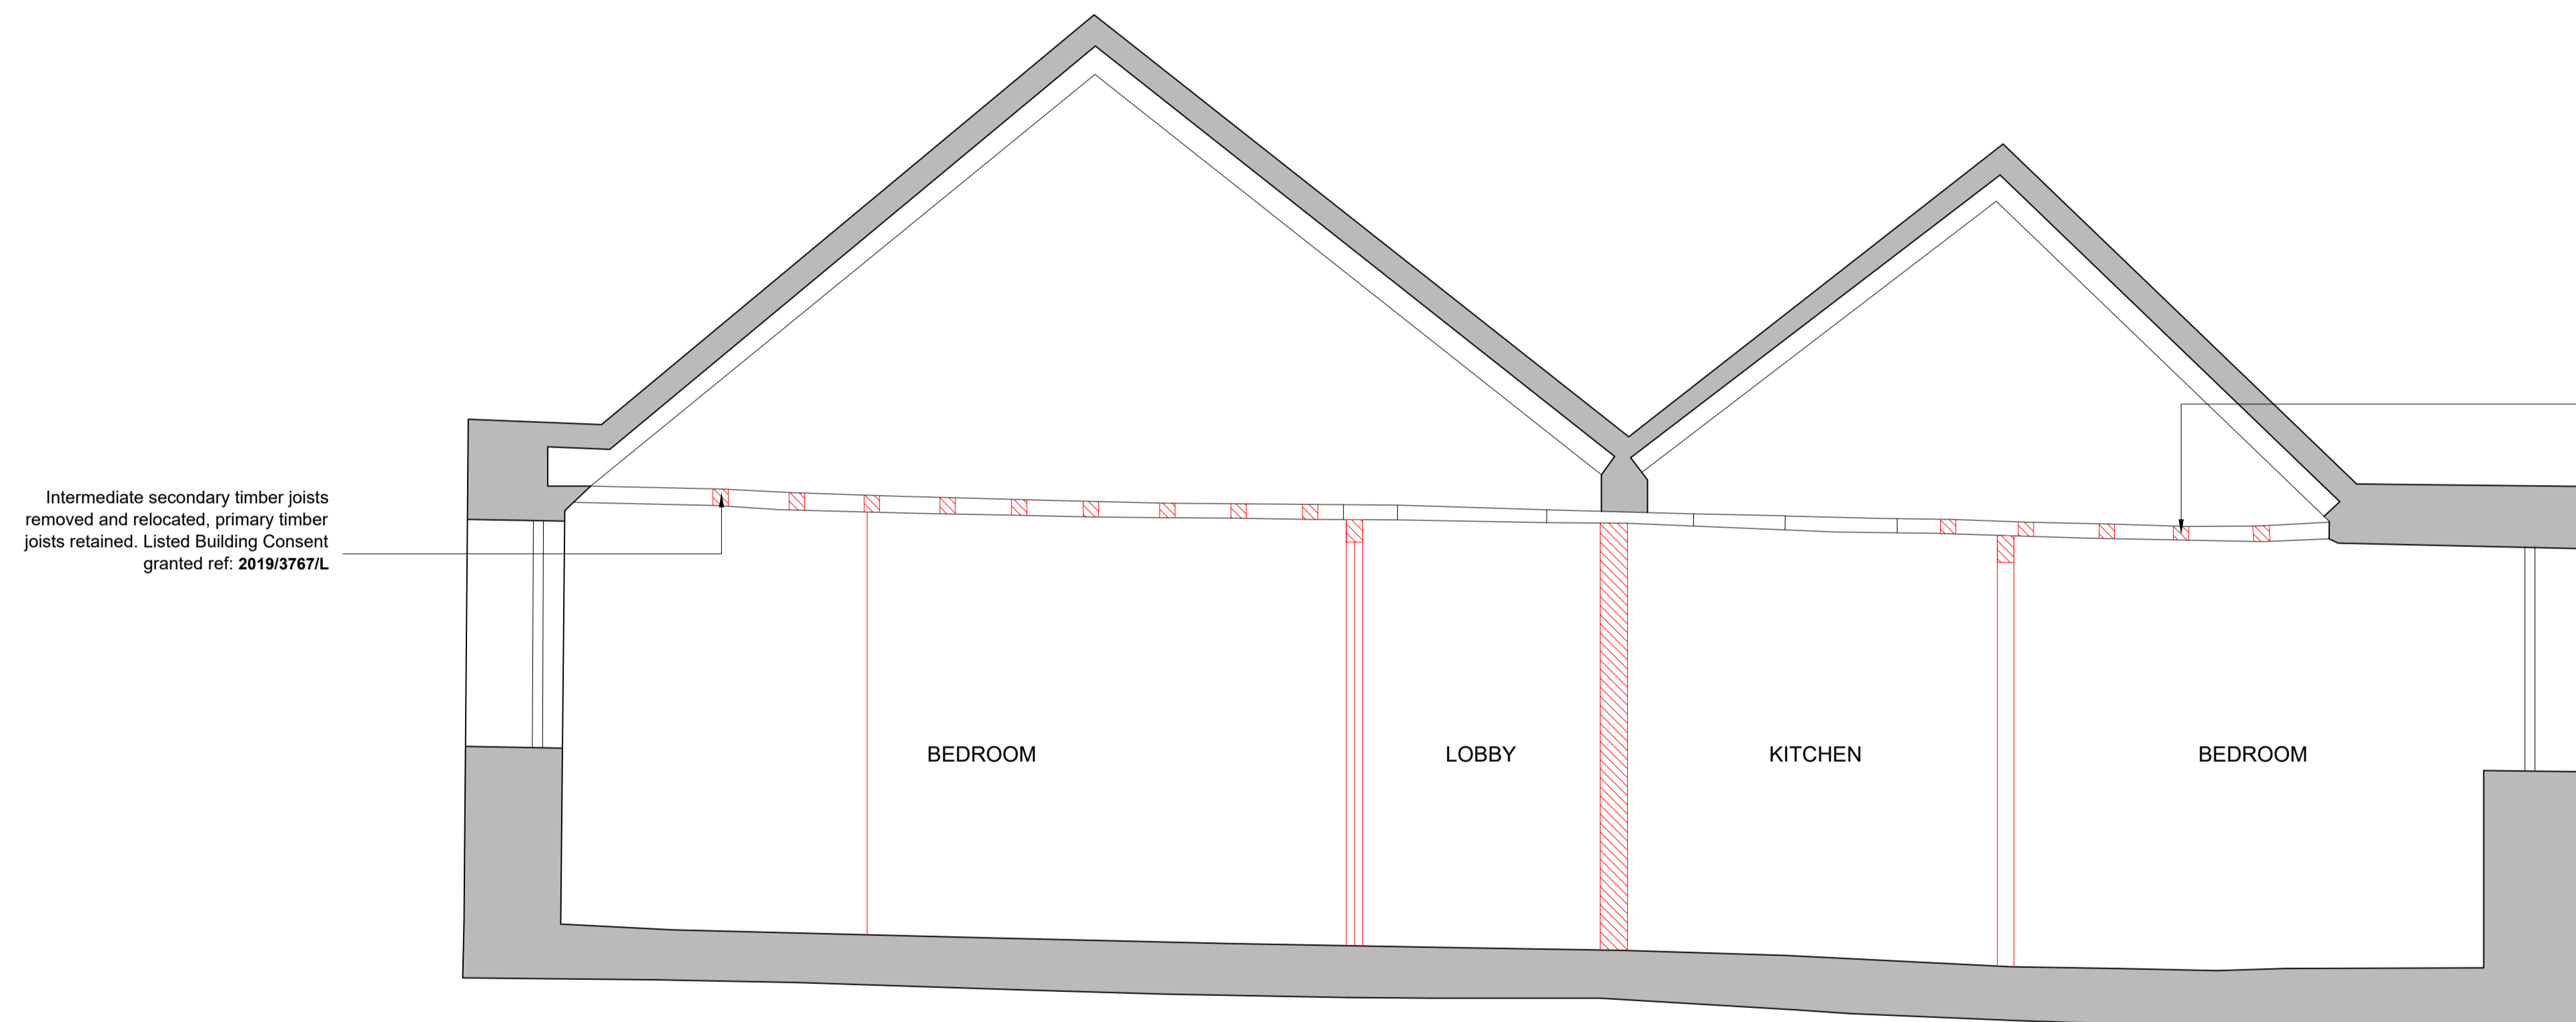 Intermediate secondary timber joists
removed and relocated, primary timber
joists retained. Listed Building Consent
granted ref: 2019/3767/L
BEDROOM
LOBBY
KITCHEN
BEDROOM